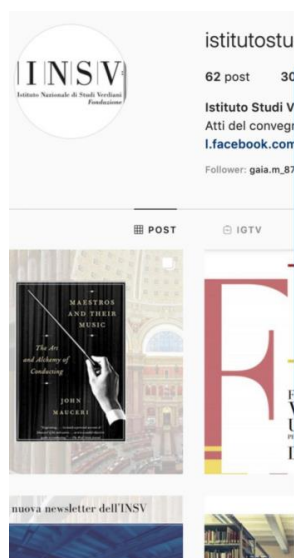 INSV
Istituto Nazionale di Studi Verdiani
Fondazione
istitutostu
62 post 30
Istituto Studi V
Atti del convegn
l.facebook.com
Follower: gaia.m_87
POST
IGTV
MAESTROS
AND THEIR
MUSIC
The Art
and Alchemy of
Conducting
JOHN
MAUCERI
F
nuova newsletter dell'INSV